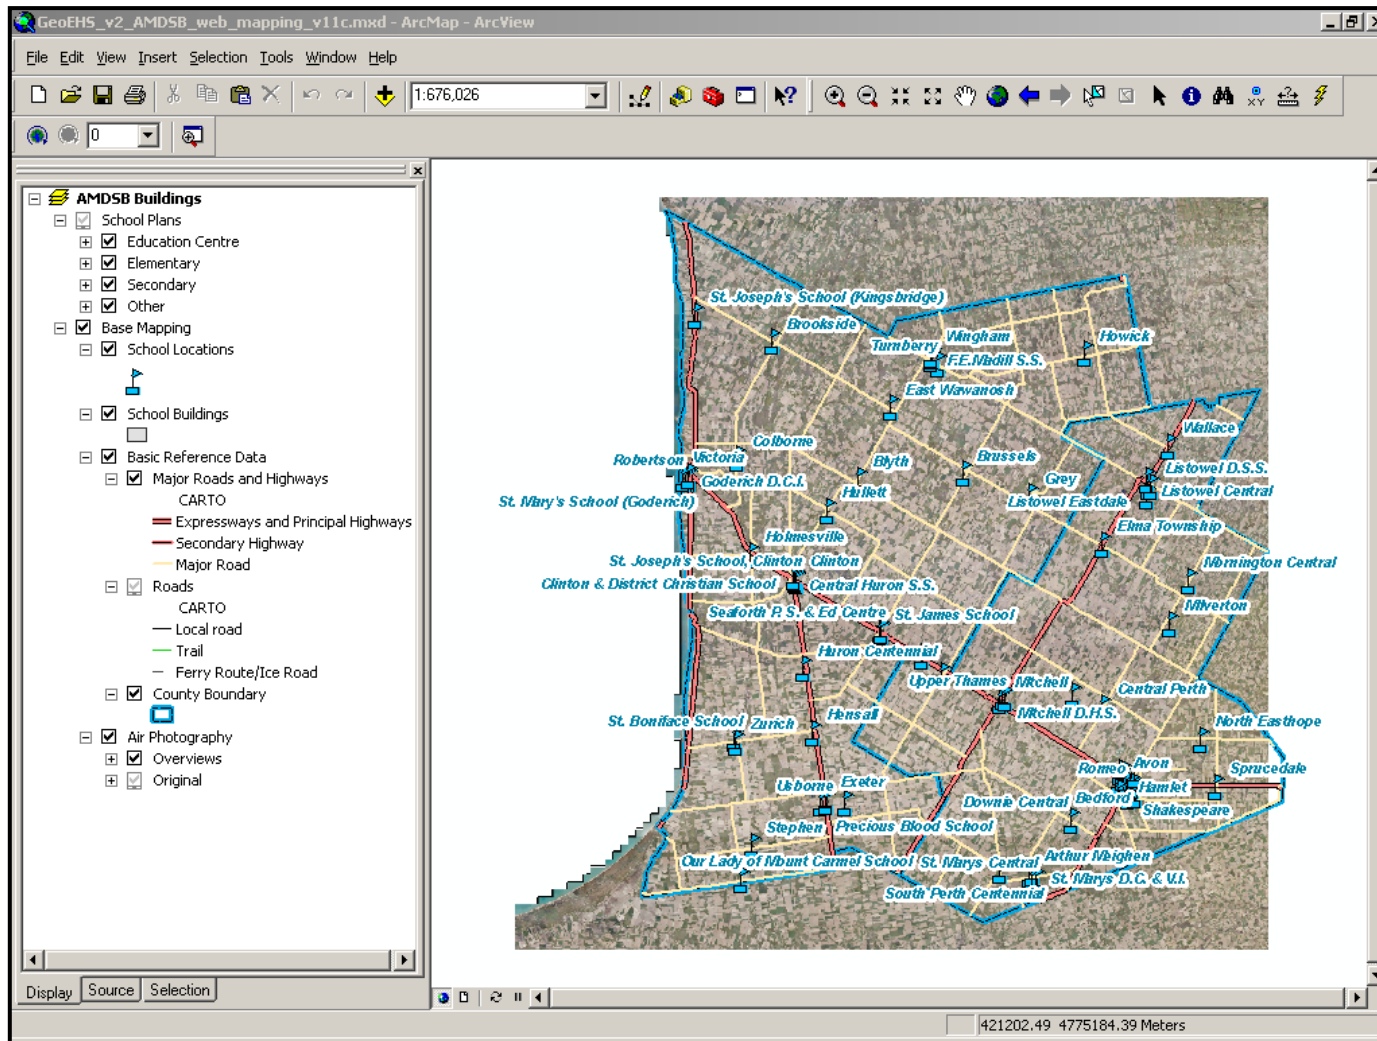 GeoEHS_v2_AMDSB_web_mapping_v11c.mxd - ArcMap - ArcView
File Edit View Insert Selection Tools Window Help
1:676,026
0
AMDSB Buildings
School Plans
Education Centre
Elementary
Secondary
Other
Base Mapping
School Locations
School Buildings
Basic Reference Data
Major Roads and Highways
CARTO
Expressways and Principal Highways
Secondary Highway
Major Road
Roads
CARTO
Local road
Trail
Ferry Route/Ice Road
County Boundary
Air Photography
Overviews
Original
Display Source Selection
St. Joseph's School (Kingsbridge)
Brookside
Wingham
Turnberry
F.E.Madill S.S.
Howick
East Wawanosh
Wallace
Colborne
Robertson
Victoria
Blyth
Brussels
Listowel D.S.S.
Goderich D.C.I.
Grey
St. Mary's School (Goderich)
Hullett
Listowel Eastdale
Listowel Central
Elma Township
Holmesville
St. Joseph's School, Clinton
Clinton
Mornington Central
Clinton & District Christian School
Central Huron S.S.
Seaforth P.S. & Ed Centre
St. James School
Milverton
Huron Centennial
Upper Thames
Mitchell
Central Perth
St. Boniface School
Zurich
Hensall
Mitchell D.H.S.
North Easthope
Romeo
Avon
Sprucedale
Usborne
Exeter
Hamlet
Downie Central
Bedford
Shakespeare
Stephen
Precious Blood School
Our Lady of Mount Carmel School
St. Marys Central
Arthur Meighen
South Perth Centennial
St. Marys D.C. & V.I.
421202.49 4775184.39 Meters